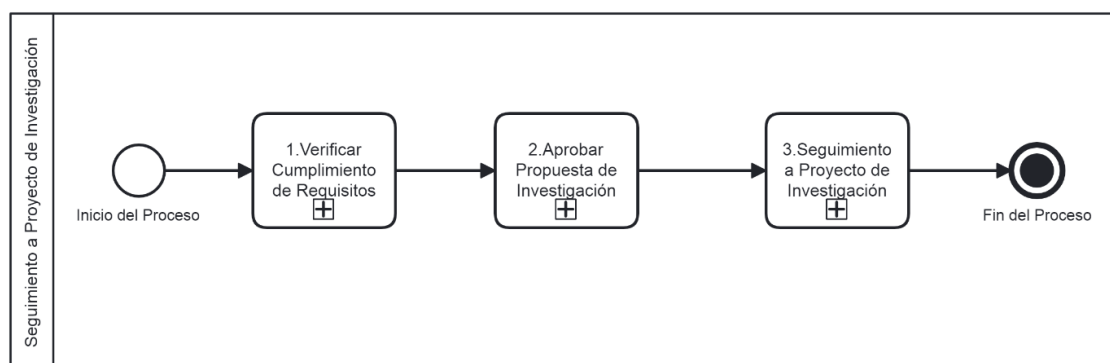 Seguimiento a Proyecto de Investigación
Inicio del Proceso
1.Verificar
Cumplimiento
de Requisitos
2.Aprobar
Propuesta de
Investigación
3.Seguimiento
a Proyecto de
Investigación
Fin del Proceso